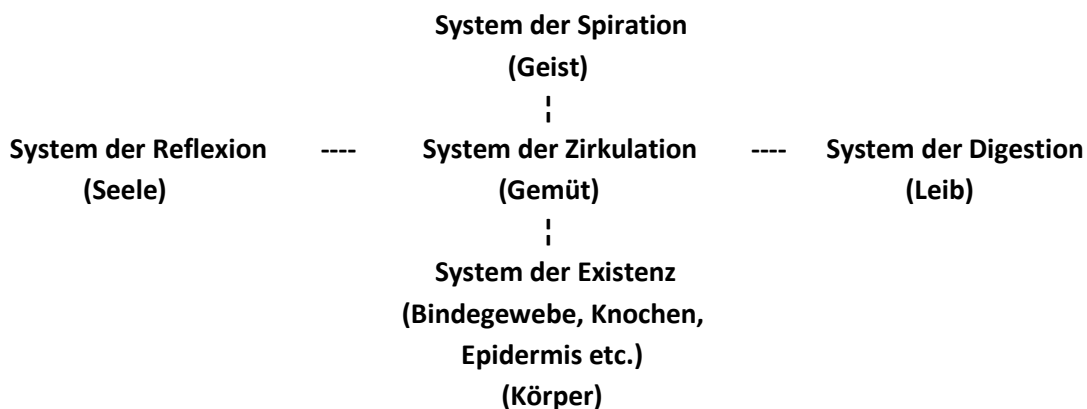 System der Spiration
(Geist)
¦
System der Reflexion ---- System der Zirkulation ---- System der Digestion
(Seele) (Gemüt) (Leib)
¦
System der Existenz
(Bindegewebe, Knochen,
Epidermis etc.)
(Körper)